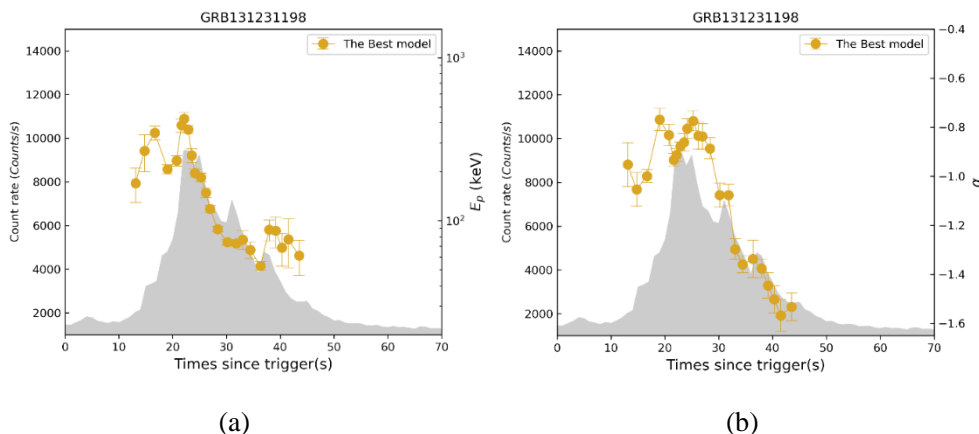 GRB131231198
The Best model
Count rate (Counts/s)
14000
12000
10000
8000
6000
4000
2000
10³
10²
E_p (keV)
0 10 20 30 40 50 60 70
Times since trigger(s)
(a)
GRB131231198
The Best model
Count rate (Counts/s)
14000
12000
10000
8000
6000
4000
2000
−0.4
−0.6
−0.8
−1.0
−1.2
−1.4
−1.6
α
0 10 20 30 40 50 60 70
Times since trigger(s)
(b)